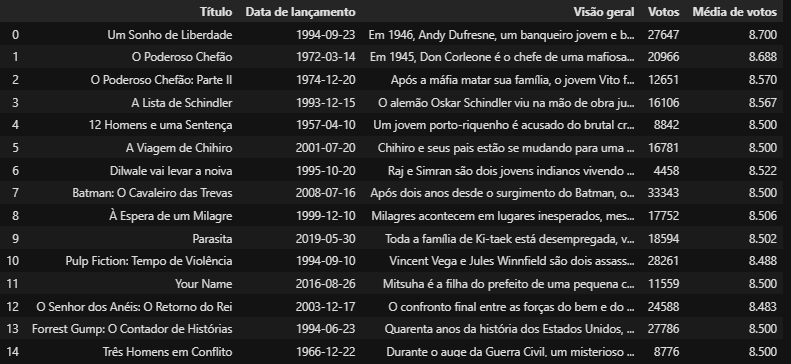 Título Data de lançamento Visão geral Votos Média de votos
0 Um Sonho de Liberdade 1994-09-23 Em 1946, Andy Dufresne, um banqueiro jovem e b... 27647 8.700
1 O Poderoso Chefão 1972-03-14 Em 1945, Don Corleone é o chefe de uma mafiosa... 20966 8.688
2 O Poderoso Chefão: Parte II 1974-12-20 Após a máfia matar sua família, o jovem Vito f... 12651 8.570
3 A Lista de Schindler 1993-12-15 O alemão Oskar Schindler viu na mão de obra ju... 16106 8.567
4 12 Homens e uma Sentença 1957-04-10 Um jovem porto-riquenho é acusado do brutal cr... 8842 8.500
5 A Viagem de Chihiro 2001-07-20 Chihiro e seus pais estão se mudando para uma ... 16781 8.500
6 Dilwale vai levar a noiva 1995-10-20 Raj e Simran são dois jovens indianos vivendo ... 4458 8.522
7 Batman: O Cavaleiro das Trevas 2008-07-16 Após dois anos desde o surgimento do Batman, o... 33343 8.500
8 À Espera de um Milagre 1999-12-10 Milagres acontecem em lugares inesperados, mes... 17752 8.506
9 Parasita 2019-05-30 Toda a família de Ki-taek está desempregada, v... 18594 8.502
10 Pulp Fiction: Tempo de Violência 1994-09-10 Vincent Vega e Jules Winnfield são dois assass... 28261 8.488
11 Your Name 2016-08-26 Mitsuha é a filha do prefeito de uma pequena c... 11559 8.500
12 O Senhor dos Anéis: O Retorno do Rei 2003-12-17 O confronto final entre as forças do bem e do ... 24588 8.483
13 Forrest Gump: O Contador de Histórias 1994-06-23 Quarenta anos da história dos Estados Unidos, ... 27786 8.500
14 Três Homens em Conflito 1966-12-22 Durante o auge da Guerra Civil, um misterioso ... 8776 8.500